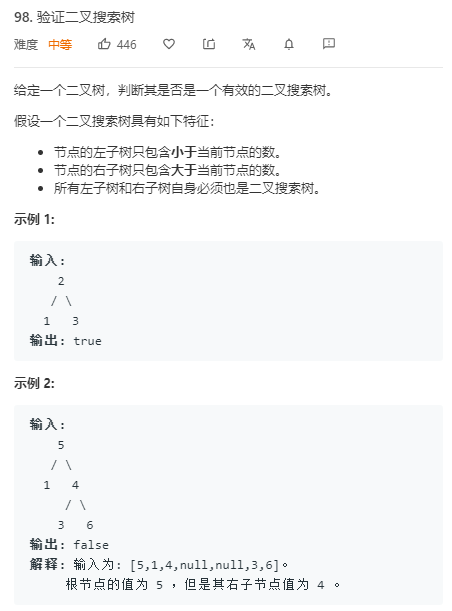 98. 验证二叉搜索树
难度 中等 446
给定一个二叉树，判断其是否是一个有效的二叉搜索树。
假设一个二叉搜索树具有如下特征：
• 节点的左子树只包含小于当前节点的数。
• 节点的右子树只包含大于当前节点的数。
• 所有左子树和右子树自身必须也是二叉搜索树。
示例 1:
输入:
2
/ \
1 3
输出: true
示例 2:
输入:
5
/ \
1 4
/ \
3 6
输出: false
解释: 输入为: [5,1,4,null,null,3,6]。
根节点的值为 5 ，但是其右子节点值为 4 。